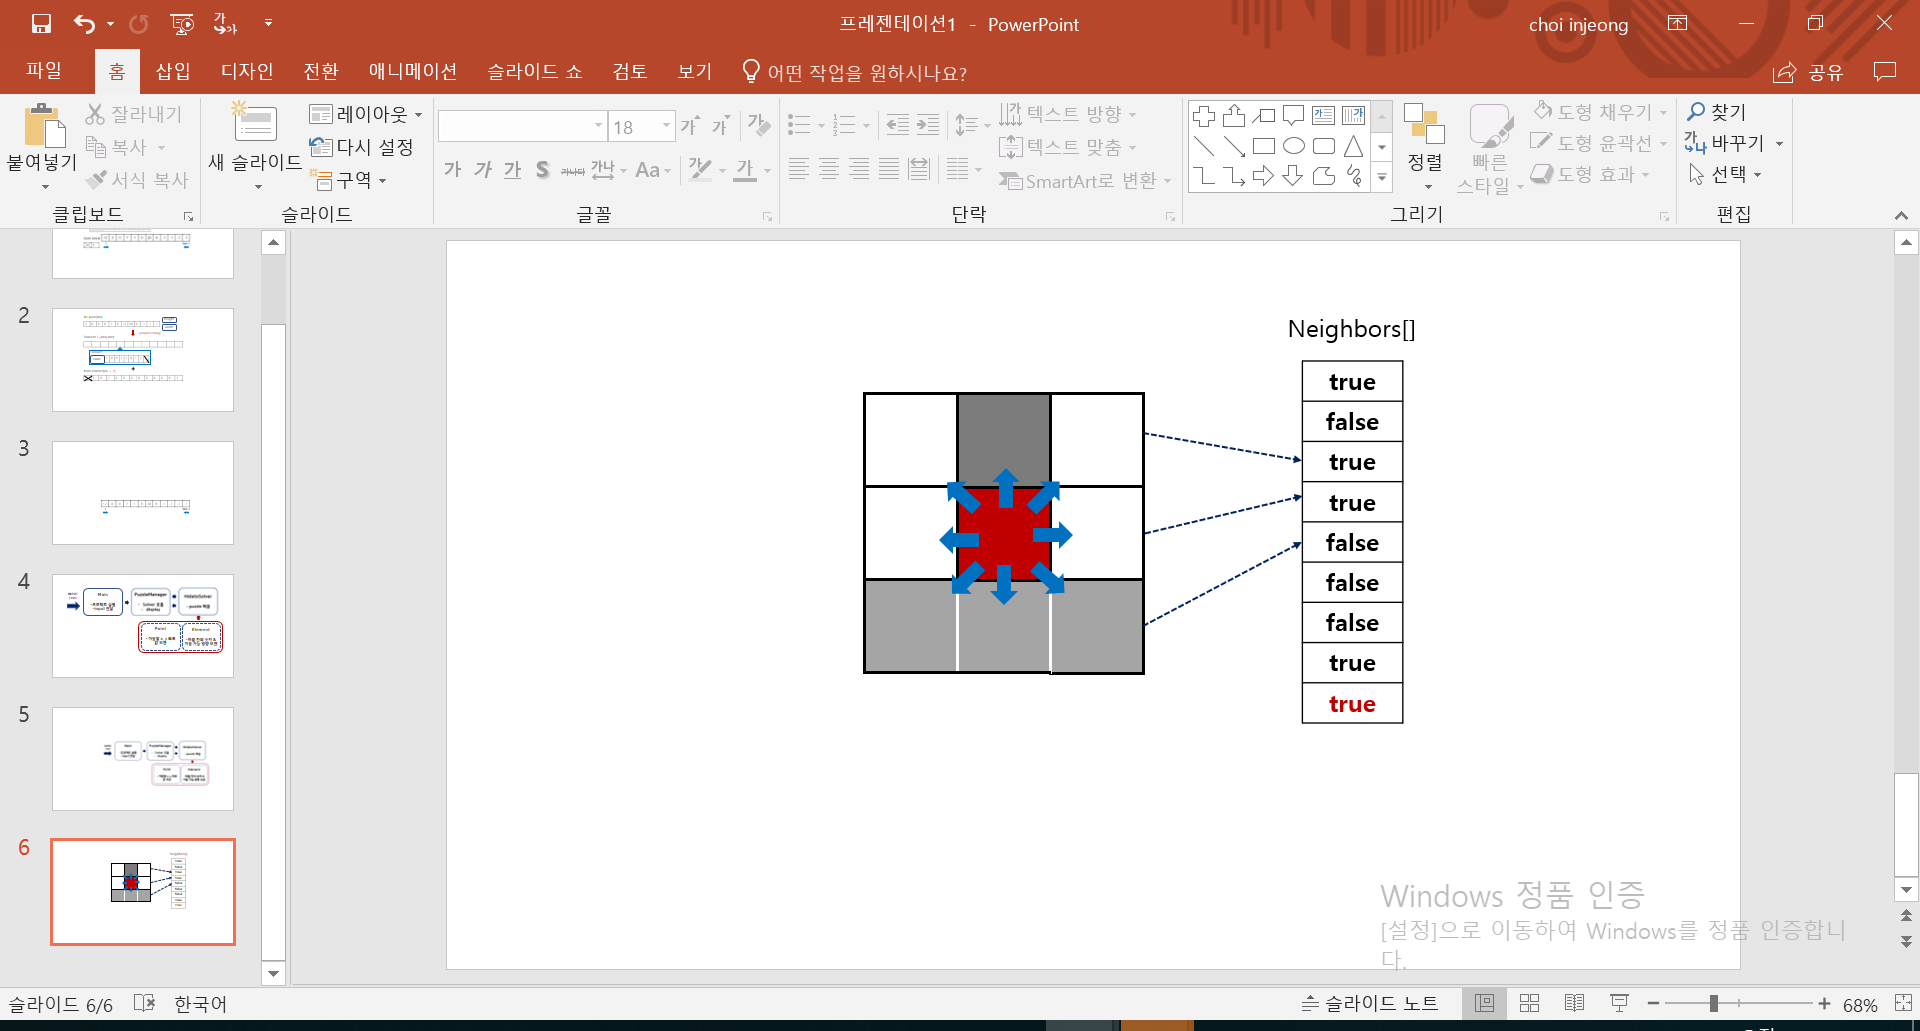 프레젠테이션1 - PowerPoint
choi injeong
파일 홈 삽입 디자인 전환 애니메이션 슬라이드 쇼 검토 보기 어떤 작업을 원하시나요? 공유
붙여넣기
잘라내기
복사
서식 복사
클립보드
새 슬라이드
레이아웃
다시 설정
구역
슬라이드
18
가 가 가 S 가나 Aa 가
글꼴
텍스트 방향
텍스트 맞춤
SmartArt로 변환
단락
정렬
빠른
스타일
도형 채우기
도형 윤곽선
도형 효과
그리기
찾기
바꾸기
선택
편집
2
3
4
5
6
Neighbors[]
true
false
true
true
false
false
false
true
true
Windows 정품 인증
[설정]으로 이동하여 Windows를 정품 인증합니
다.
슬라이드 6/6 한국어
슬라이드 노트
68%